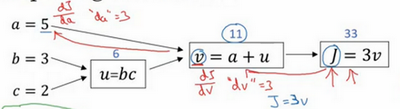 dJ/da "da"=3
a = 5
11
33
6
b = 3
v = a + u
J = 3v
u=bc
dJ/dv "dv"=3
c = 2
J=3v